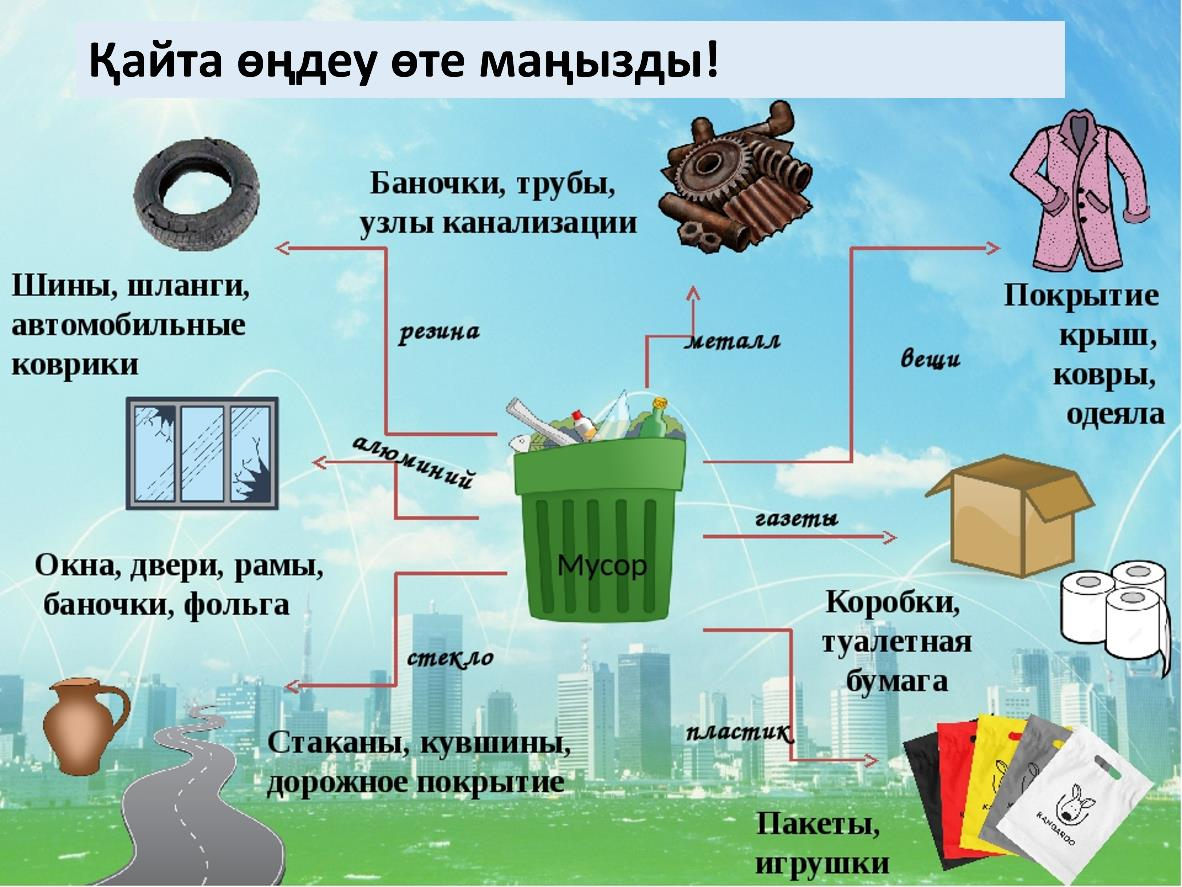 Қайта өңдеу өте маңызды!
Баночки, трубы,
узлы канализации
Шины, шланги,
автомобильные
коврики
резина
металл
вещи
Покрытие
крыш,
ковры,
одеяла
алюминий
газеты
Мусор
Окна, двери, рамы,
баночки, фольга
Коробки,
туалетная
бумага
стекло
Стаканы, кувшины,
дорожное покрытие
пластик
Пакеты,
игрушки
KANGAROO